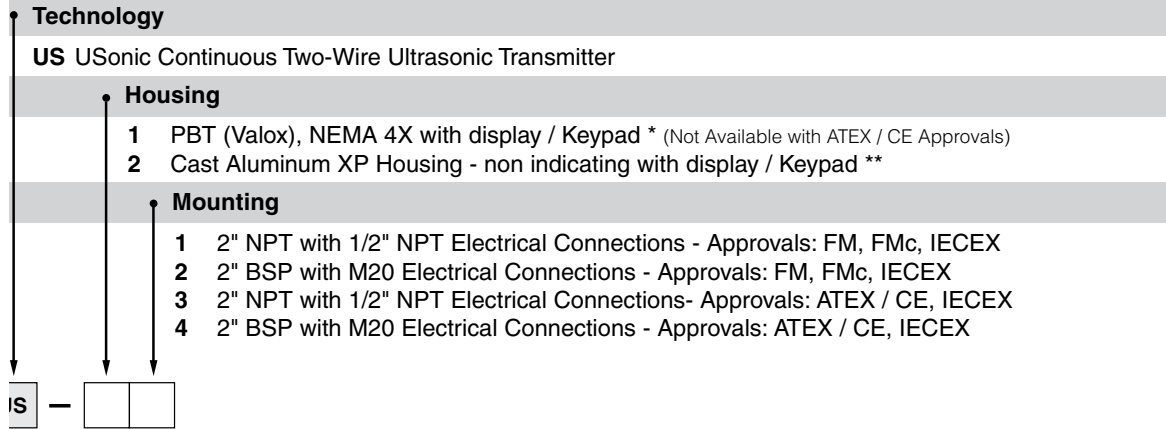 Technology
US USonic Continuous Two-Wire Ultrasonic Transmitter
Housing
1 PBT (Valox), NEMA 4X with display / Keypad * (Not Available with ATEX / CE Approvals)
2 Cast Aluminum XP Housing - non indicating with display / Keypad **
Mounting
1 2" NPT with 1/2" NPT Electrical Connections - Approvals: FM, FMc, IECEX
2 2" BSP with M20 Electrical Connections - Approvals: FM, FMc, IECEX
3 2" NPT with 1/2" NPT Electrical Connections- Approvals: ATEX / CE, IECEX
4 2" BSP with M20 Electrical Connections - Approvals: ATEX / CE, IECEX
US –